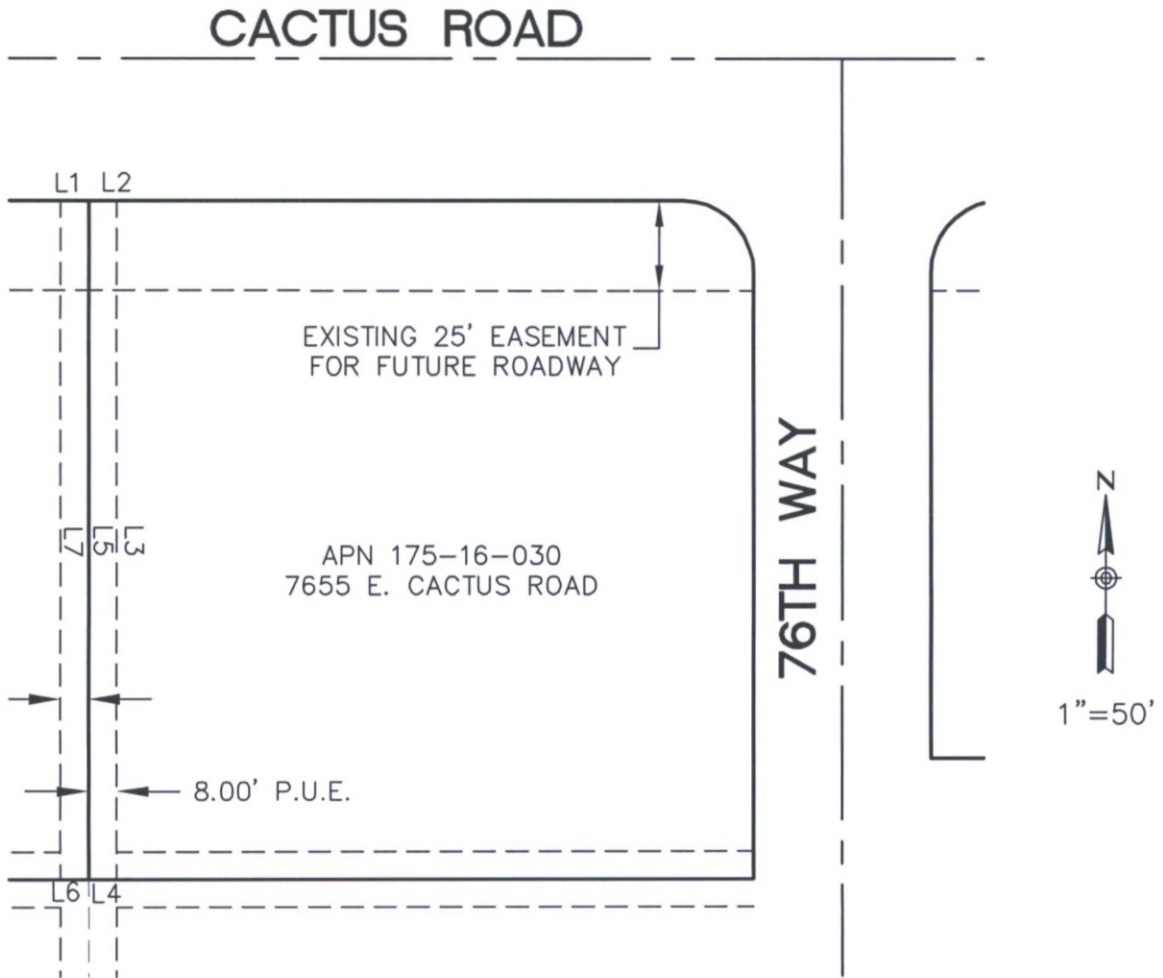 CACTUS ROAD
L1 L2
EXISTING 25' EASEMENT
FOR FUTURE ROADWAY
76TH WAY
L7 L5 L3
APN 175-16-030
7655 E. CACTUS ROAD
N
1"=50'
8.00' P.U.E.
L6 L4